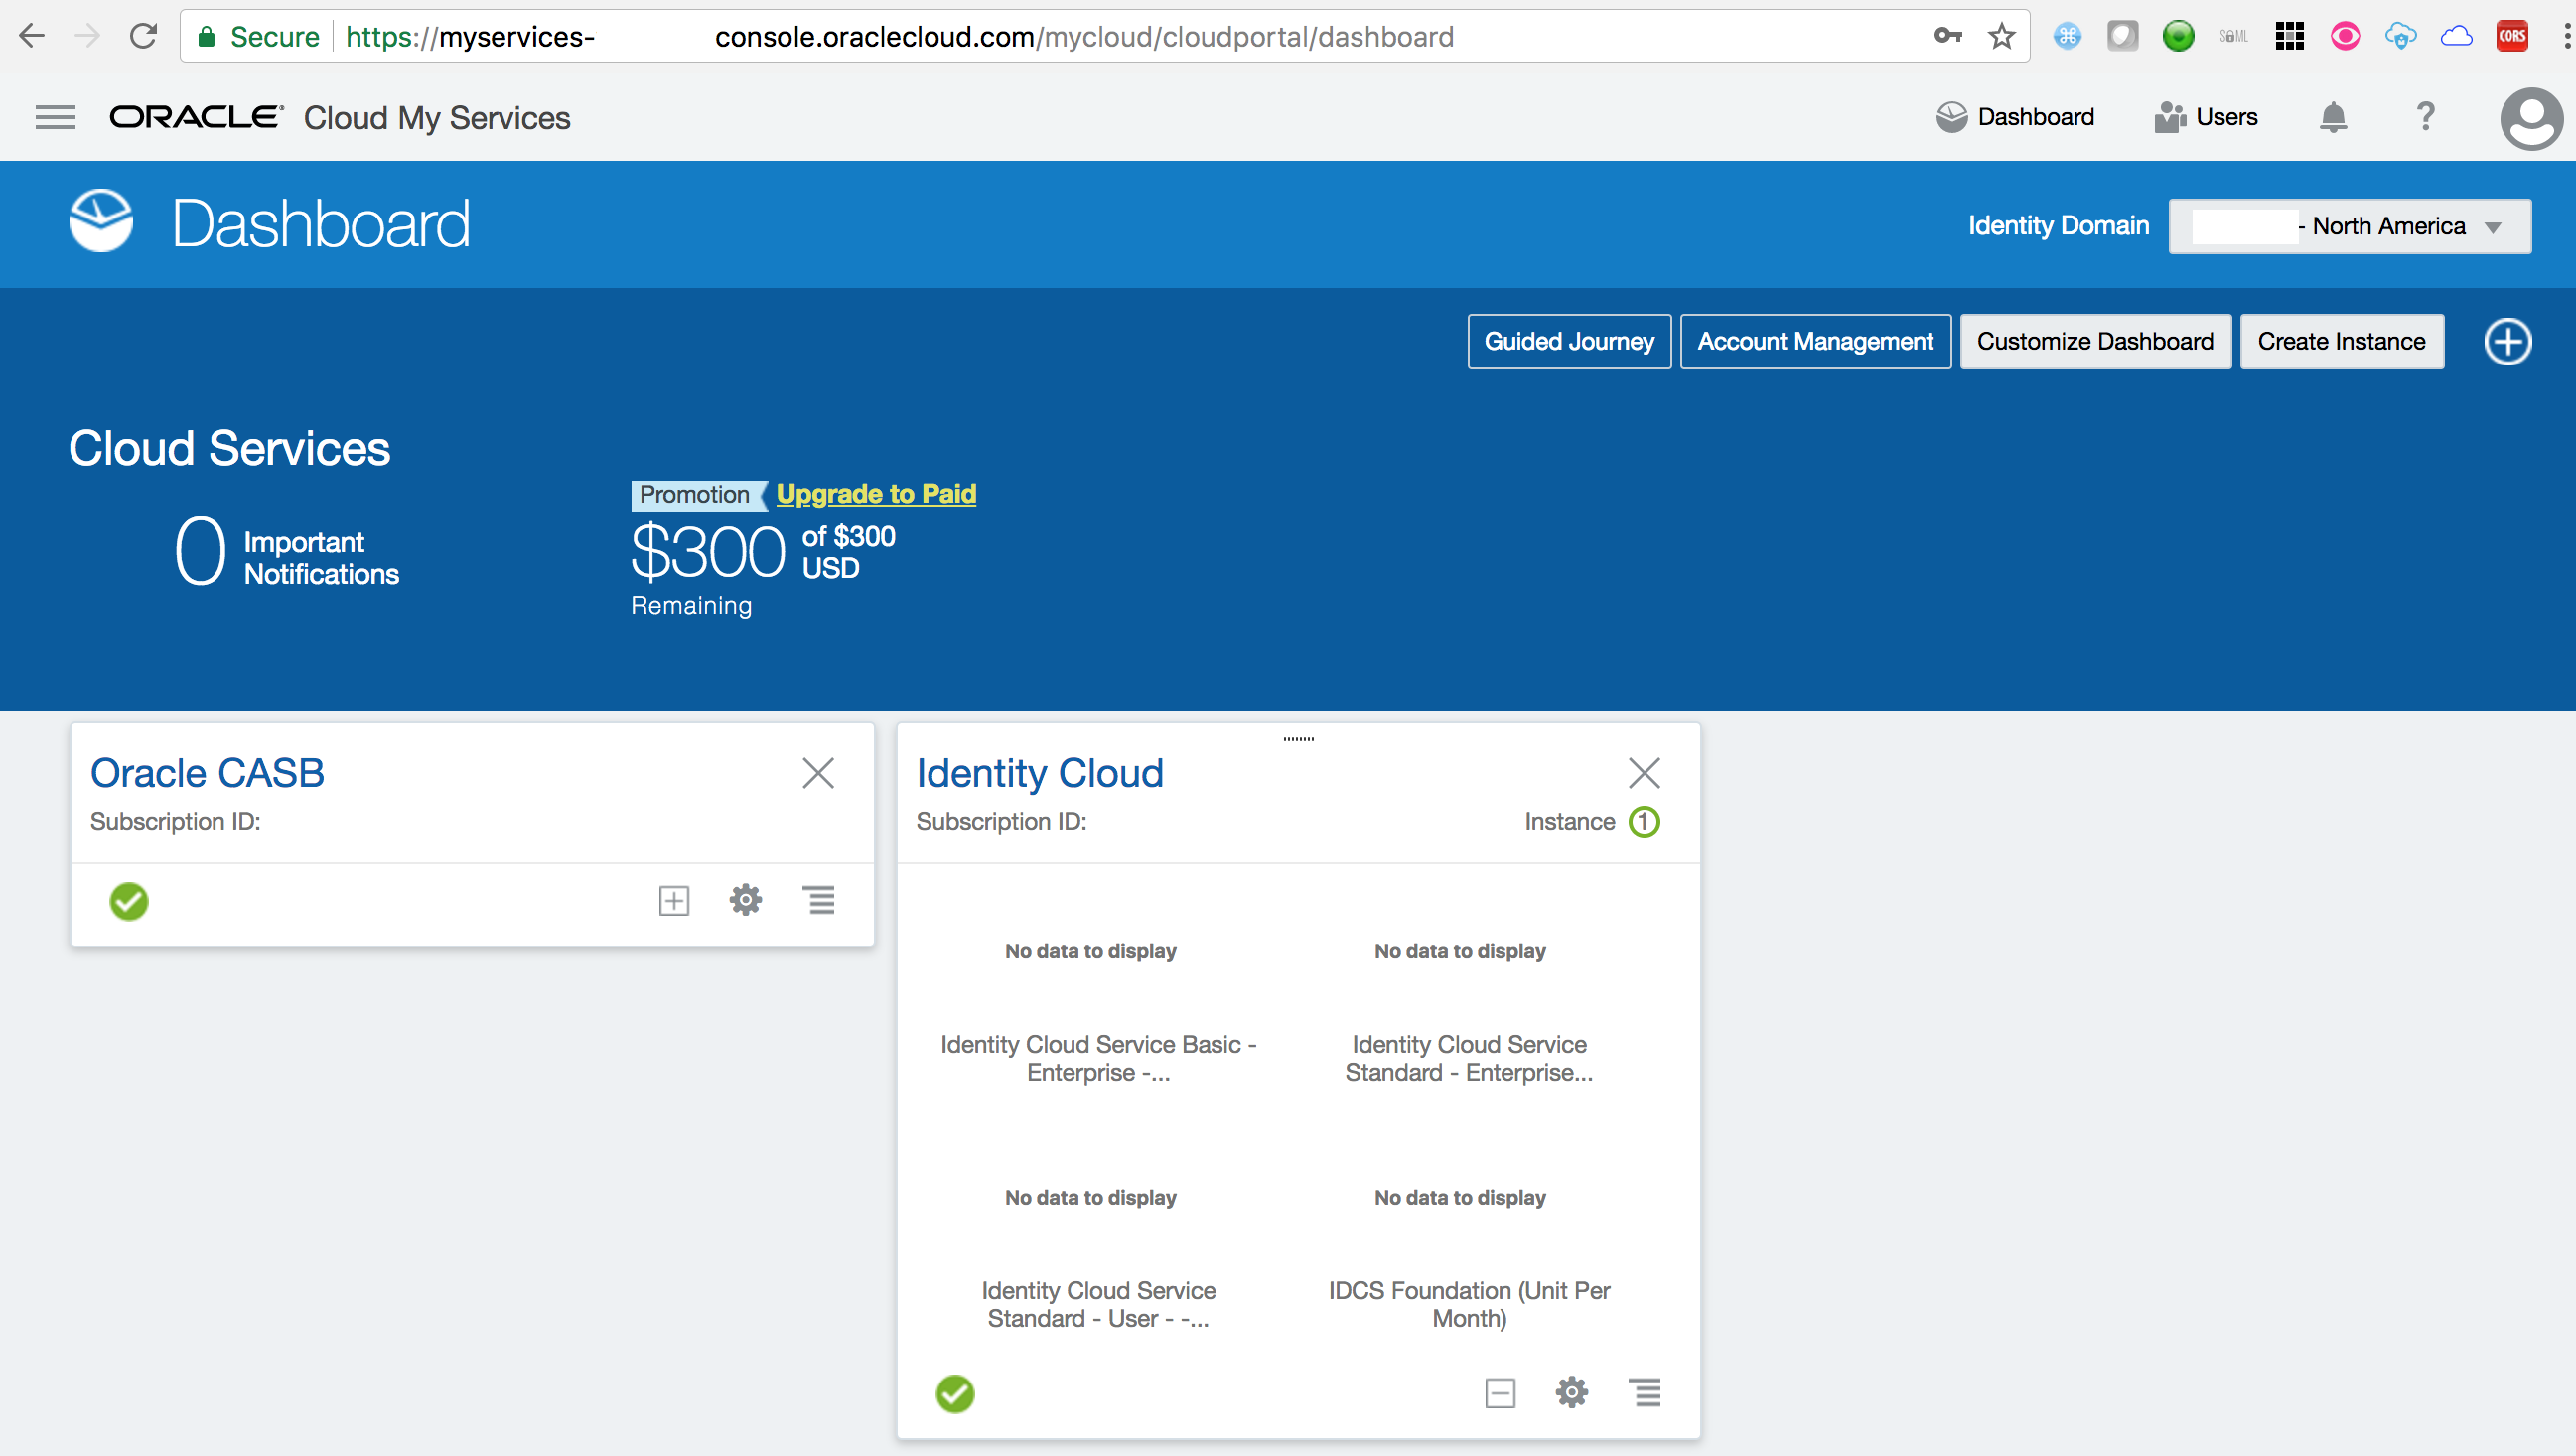 Secure https://myservices- console.oraclecloud.com/mycloud/cloudportal/dashboard
CORS
ORACLE Cloud My Services
Dashboard
Users
?
Dashboard
Identity Domain
- North America
Guided Journey
Account Management
Customize Dashboard
Create Instance
Cloud Services
0 Important
Notifications
Promotion Upgrade to Paid
$300 of $300
USD
Remaining
Oracle CASB
Subscription ID:
Identity Cloud
Subscription ID:
Instance 1
No data to display
No data to display
Identity Cloud Service Basic -
Enterprise -...
Identity Cloud Service
Standard - Enterprise...
No data to display
No data to display
Identity Cloud Service
Standard - User - -...
IDCS Foundation (Unit Per
Month)